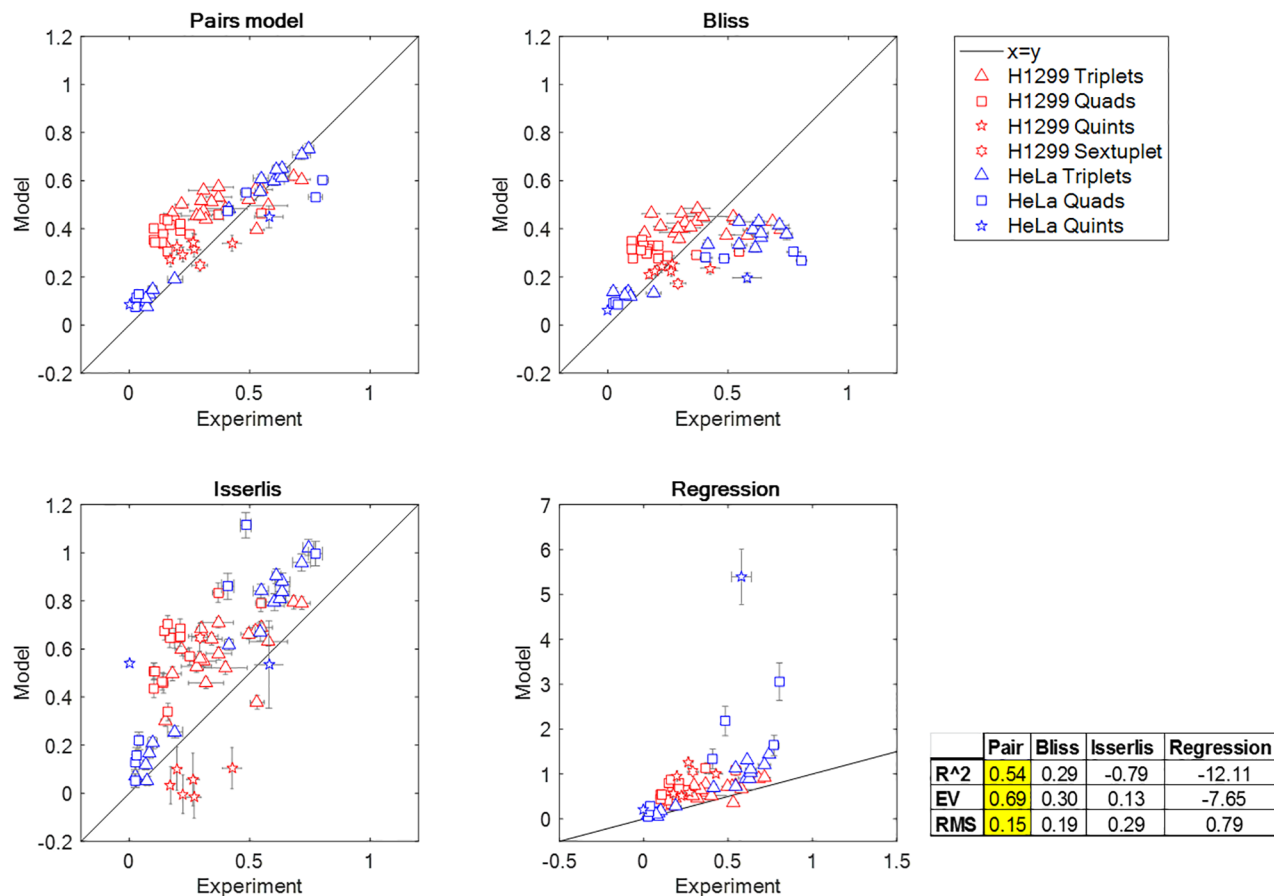 Pairs model
1.2
1
0.8
0.6
0.4
0.2
0
-0.2
0 0.5 1
Model
Experiment
Bliss
1.2
1
0.8
0.6
0.4
0.2
0
-0.2
0 0.5 1
Model
Experiment
x=y
H1299 Triplets
H1299 Quads
H1299 Quints
H1299 Sextuplet
HeLa Triplets
HeLa Quads
HeLa Quints
Isserlis
1.2
1
0.8
0.6
0.4
0.2
0
-0.2
0 0.5 1
Model
Experiment
Regression
7
6
5
4
3
2
1
0
-0.5 0 0.5 1 1.5
Model
Experiment
Pair Bliss Isserlis Regression
R^2 0.54 0.29 -0.79 -12.11
EV 0.69 0.30 0.13 -7.65
RMS 0.15 0.19 0.29 0.79